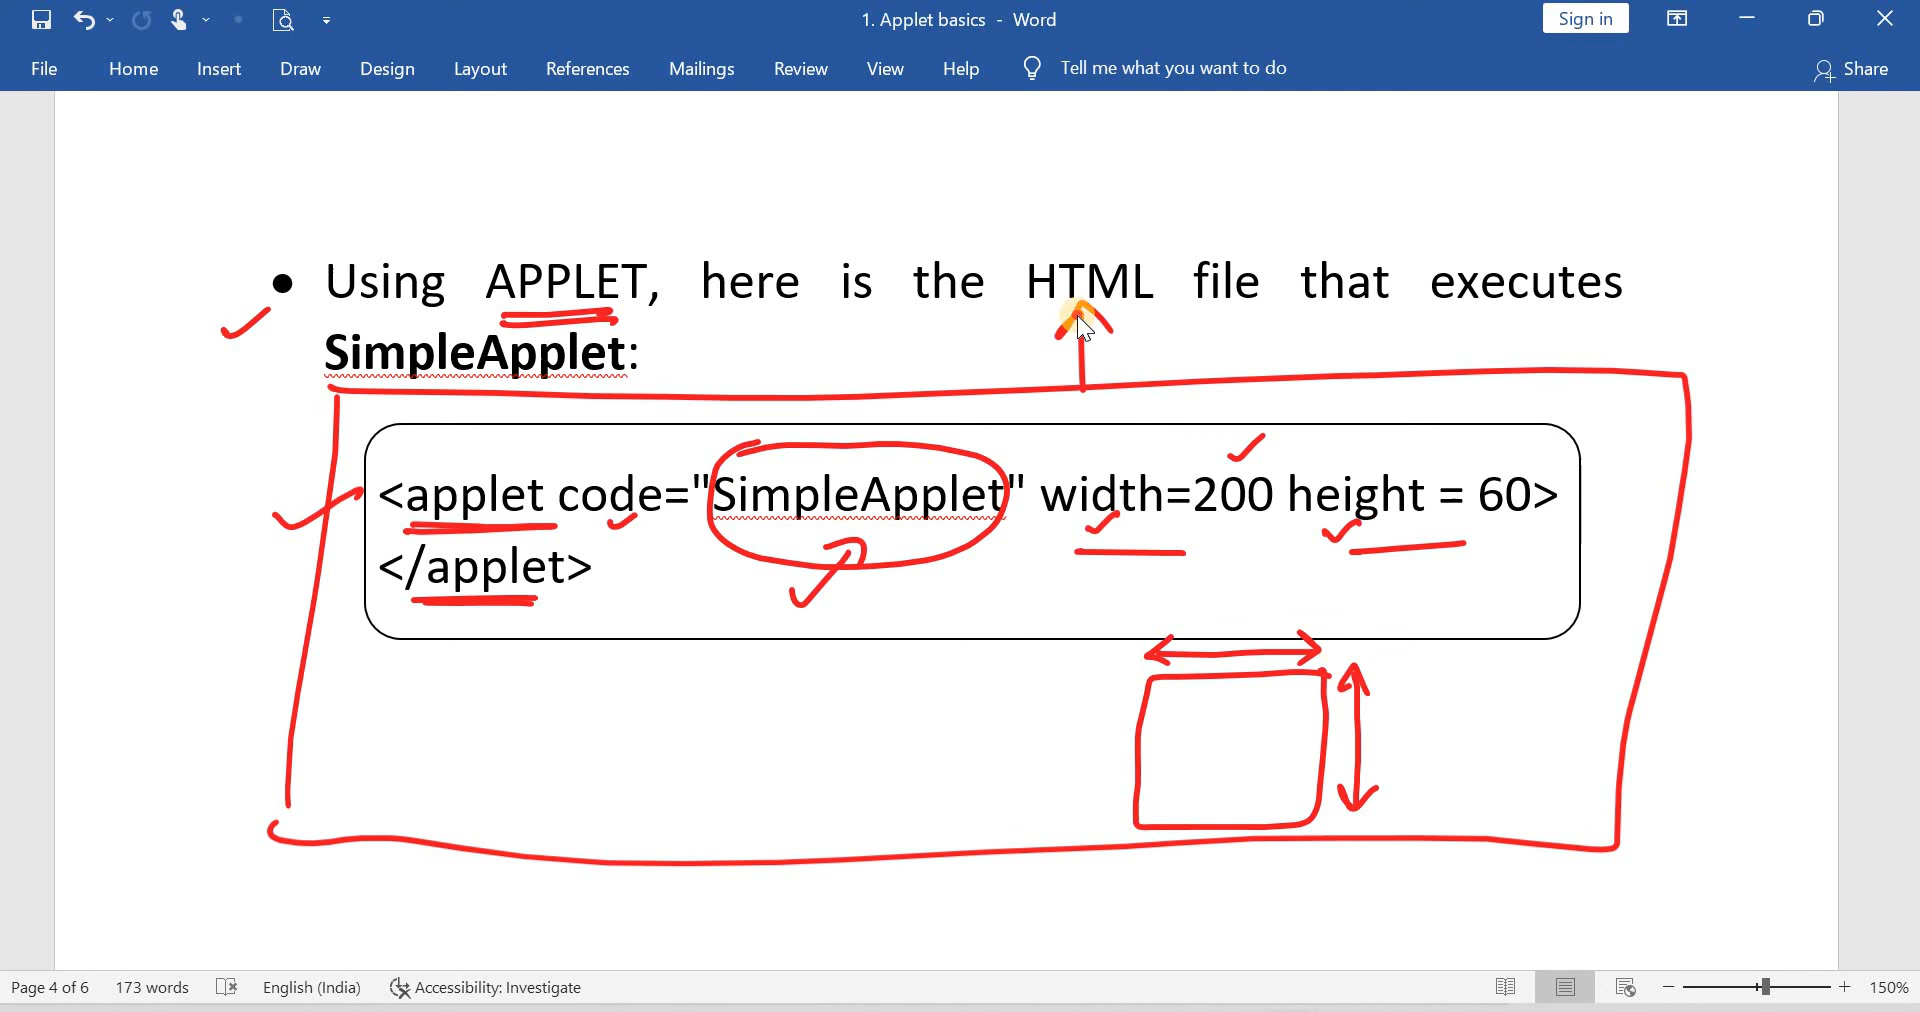 1. Applet basics - Word
Sign in
File Home Insert Draw Design Layout References Mailings Review View Help Tell me what you want to do Share
● Using APPLET, here is the HTML file that executes
SimpleApplet:
<applet code="SimpleApplet" width=200 height = 60>
</applet>
Page 4 of 6 173 words English (India) Accessibility: Investigate 150%